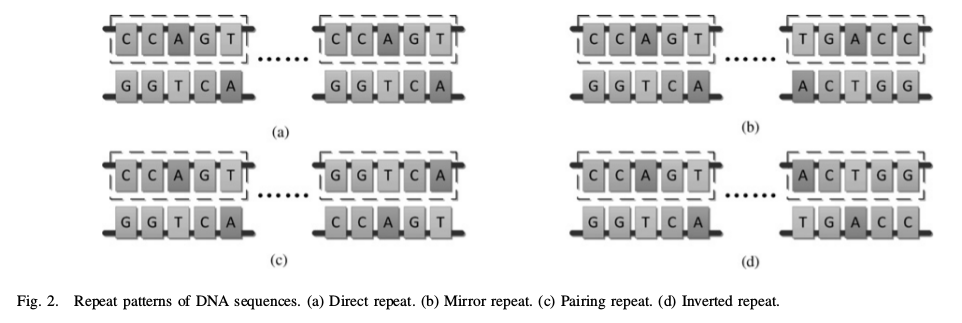 C C A G T ...... C C A G T
G G T C A G G T C A
(a)
C C A G T ...... T G A C C
G G T C A A C T G G
(b)
C C A G T ...... G G T C A
G G T C A C C A G T
(c)
C C A G T ...... A C T G G
G G T C A T G A C C
(d)
Fig. 2. Repeat patterns of DNA sequences. (a) Direct repeat. (b) Mirror repeat. (c) Pairing repeat. (d) Inverted repeat.